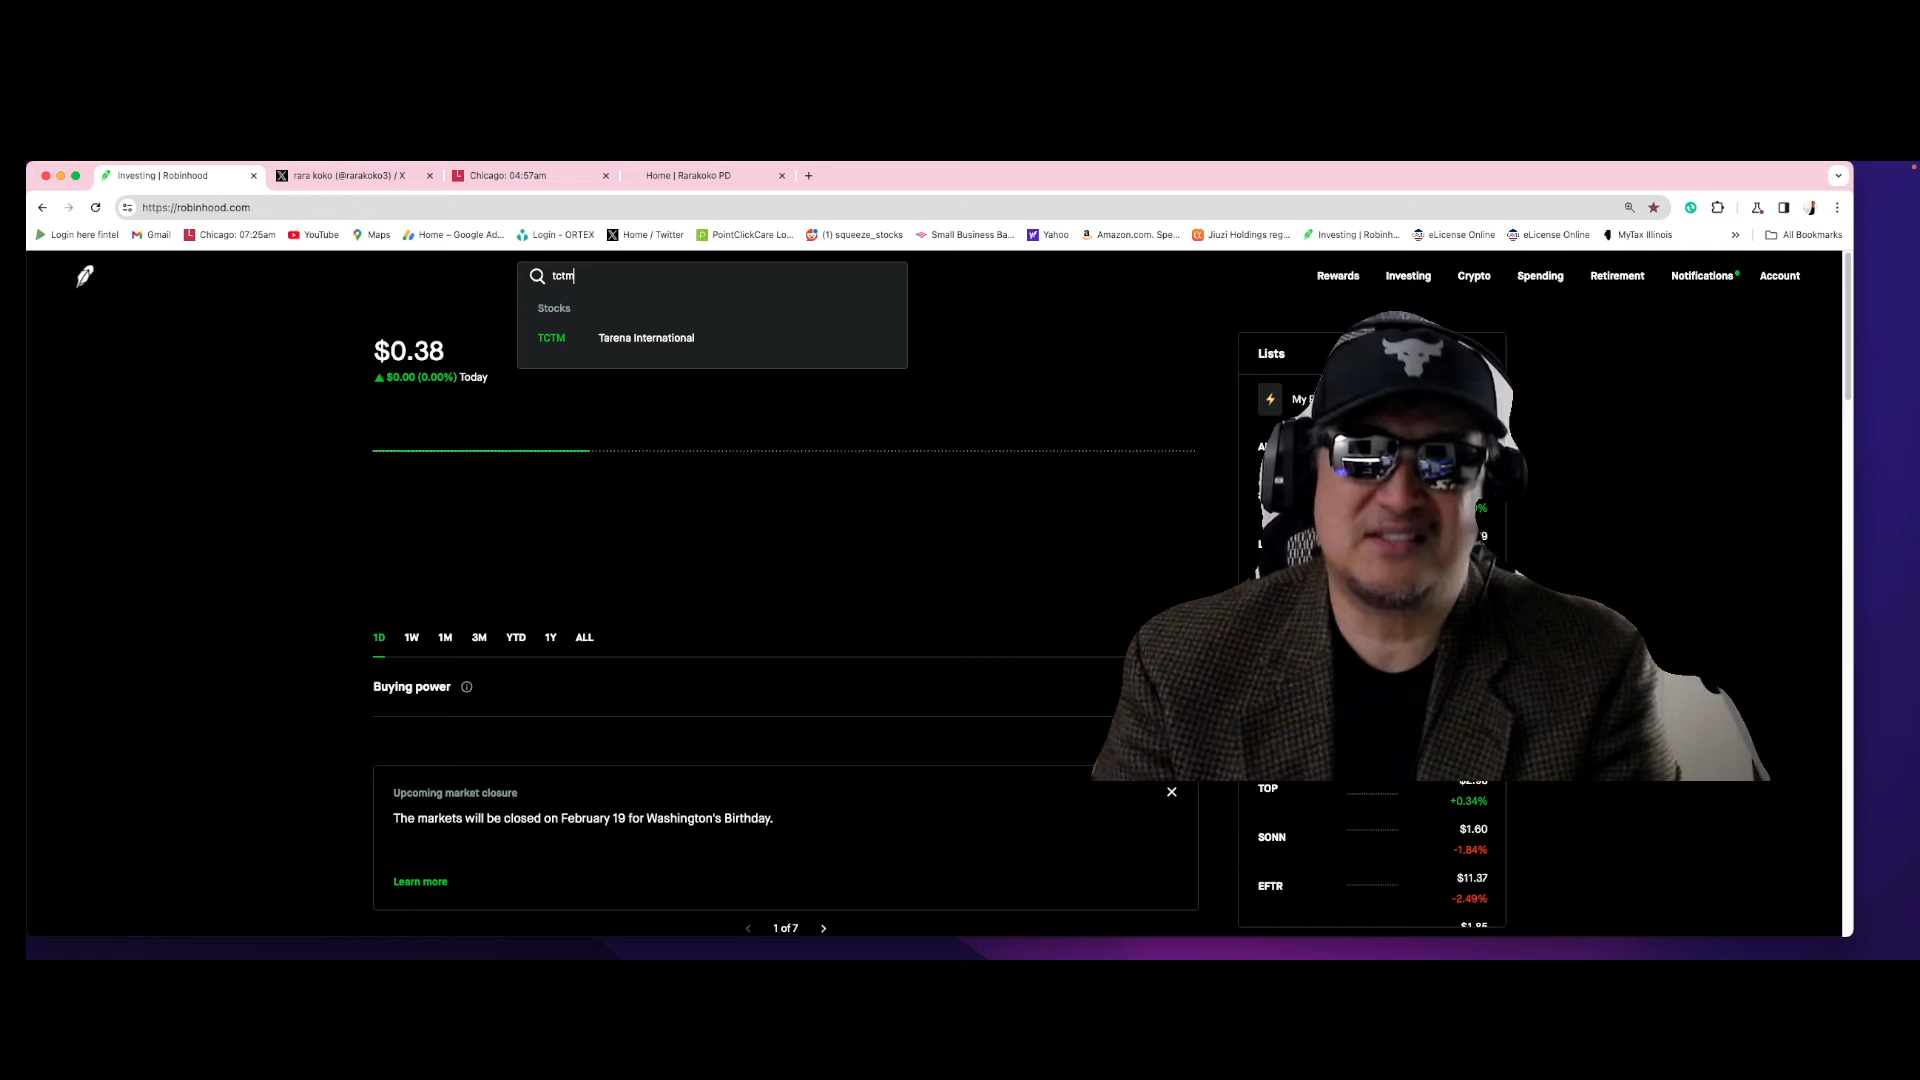 Investing | Robinhood
rara koko (@rarakoko3) / X
Chicago: 04:57am
Home | Rarakoko PD
https://robinhood.com
Login here fintel
Gmail
Chicago: 07:25am
YouTube
Maps
Home – Google Ad...
Login - ORTEX
Home / Twitter
PointClickCare Lo...
(1) squeeze_stocks
Small Business Ba...
Yahoo
Amazon.com. Spe...
Jiuzi Holdings reg...
Investing | Robinh...
eLicense Online
eLicense Online
MyTax Illinois
All Bookmarks
tctm
Rewards
Investing
Crypto
Spending
Retirement
Notifications
Account
Stocks
TCTM Tarena International
$0.38
$0.00 (0.00%) Today
Lists
My
1D 1W 1M 3M YTD 1Y ALL
Buying power
Upcoming market closure
The markets will be closed on February 19 for Washington's Birthday.
Learn more
1 of 7
TOP
+0.34%
SONN
$1.60
-1.84%
EFTR
$11.37
-2.49%